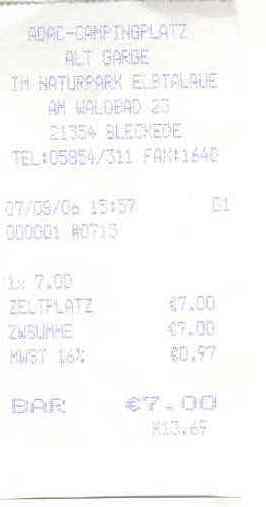 ADAC-CAMPINGPLATZ
ALT GARGE
IM NATURPARK ELBTALAUE
AM WALDBAD 23
21354 BLECKEDE
TEL:05854/311 FAX:1640
07/09/06 15:57 01
000001 #0713
1x 7.00
ZELTPLATZ €7.00
ZWSUMME €7.00
MWST 16% €0.97
BAR €7.00